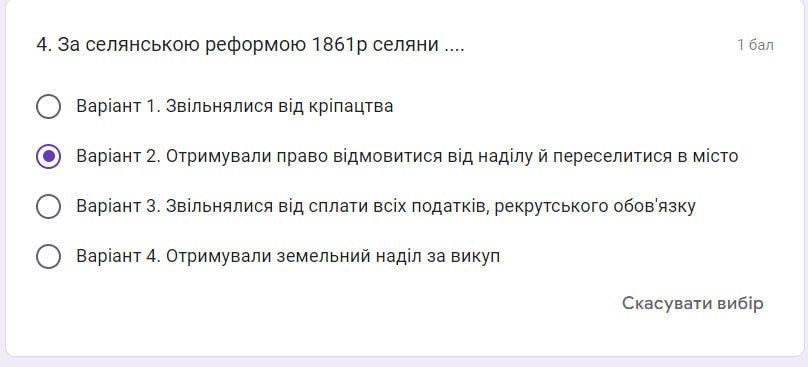 4. За селянською реформою 1861р селяни ....
1 бал
Варіант 1. Звільнялися від кріпацтва
Варіант 2. Отримували право відмовитися від наділу й переселитися в місто
Варіант 3. Звільнялися від сплати всіх податків, рекрутського обов'язку
Варіант 4. Отримували земельний наділ за викуп
Скасувати вибір